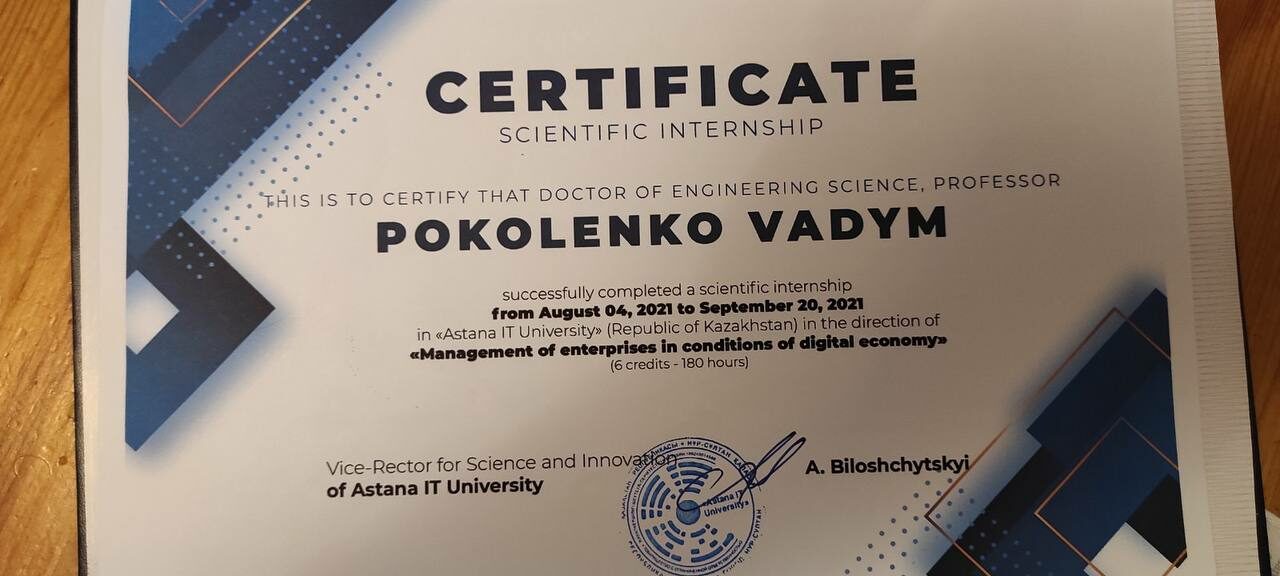 CERTIFICATE
SCIENTIFIC INTERNSHIP
THIS IS TO CERTIFY THAT DOCTOR OF ENGINEERING SCIENCE, PROFESSOR
POKOLENKO VADYM
successfully completed a scientific internship
from August 04, 2021 to September 20, 2021
in «Astana IT University» (Republic of Kazakhstan) in the direction of
«Management of enterprises in conditions of digital economy»
(6 credits - 180 hours)
Vice-Rector for Science and Innovation
of Astana IT University
«Astana IT
University»
A. Biloshchytskyi